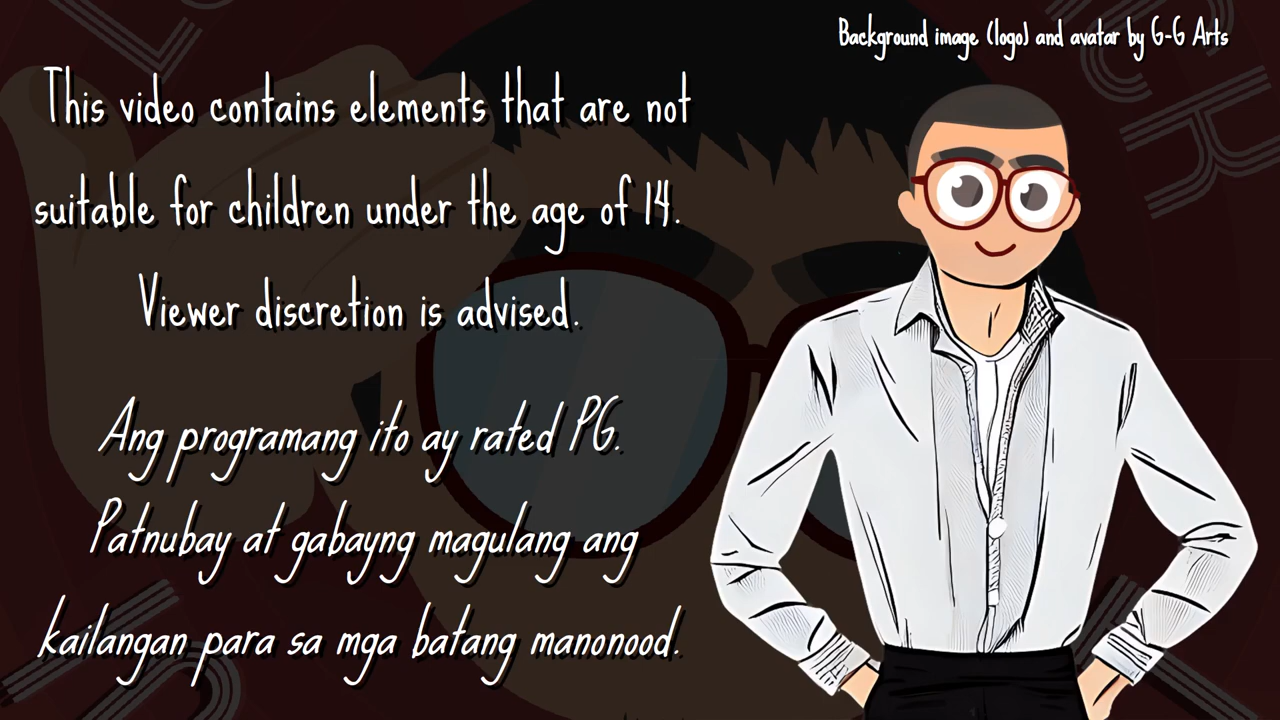 Background image (logo) and avatar by G-G Arts
This video contains elements that are not
suitable for children under the age of 14.
Viewer discretion is advised.
Ang programang ito ay rated PG.
Patnubay at gabayng magulang ang
kailangan para sa mga batang manonood.